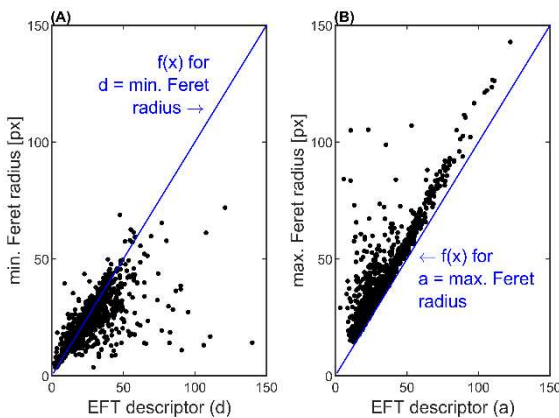 (A)
150
100
50
0
min. Feret radius [px]
f(x) for
d = min. Feret
radius →
0 50 100 150
EFT descriptor (d)
(B)
150
100
50
0
max. Feret radius [px]
← f(x) for
a = max. Feret
radius
0 50 100 150
EFT descriptor (a)